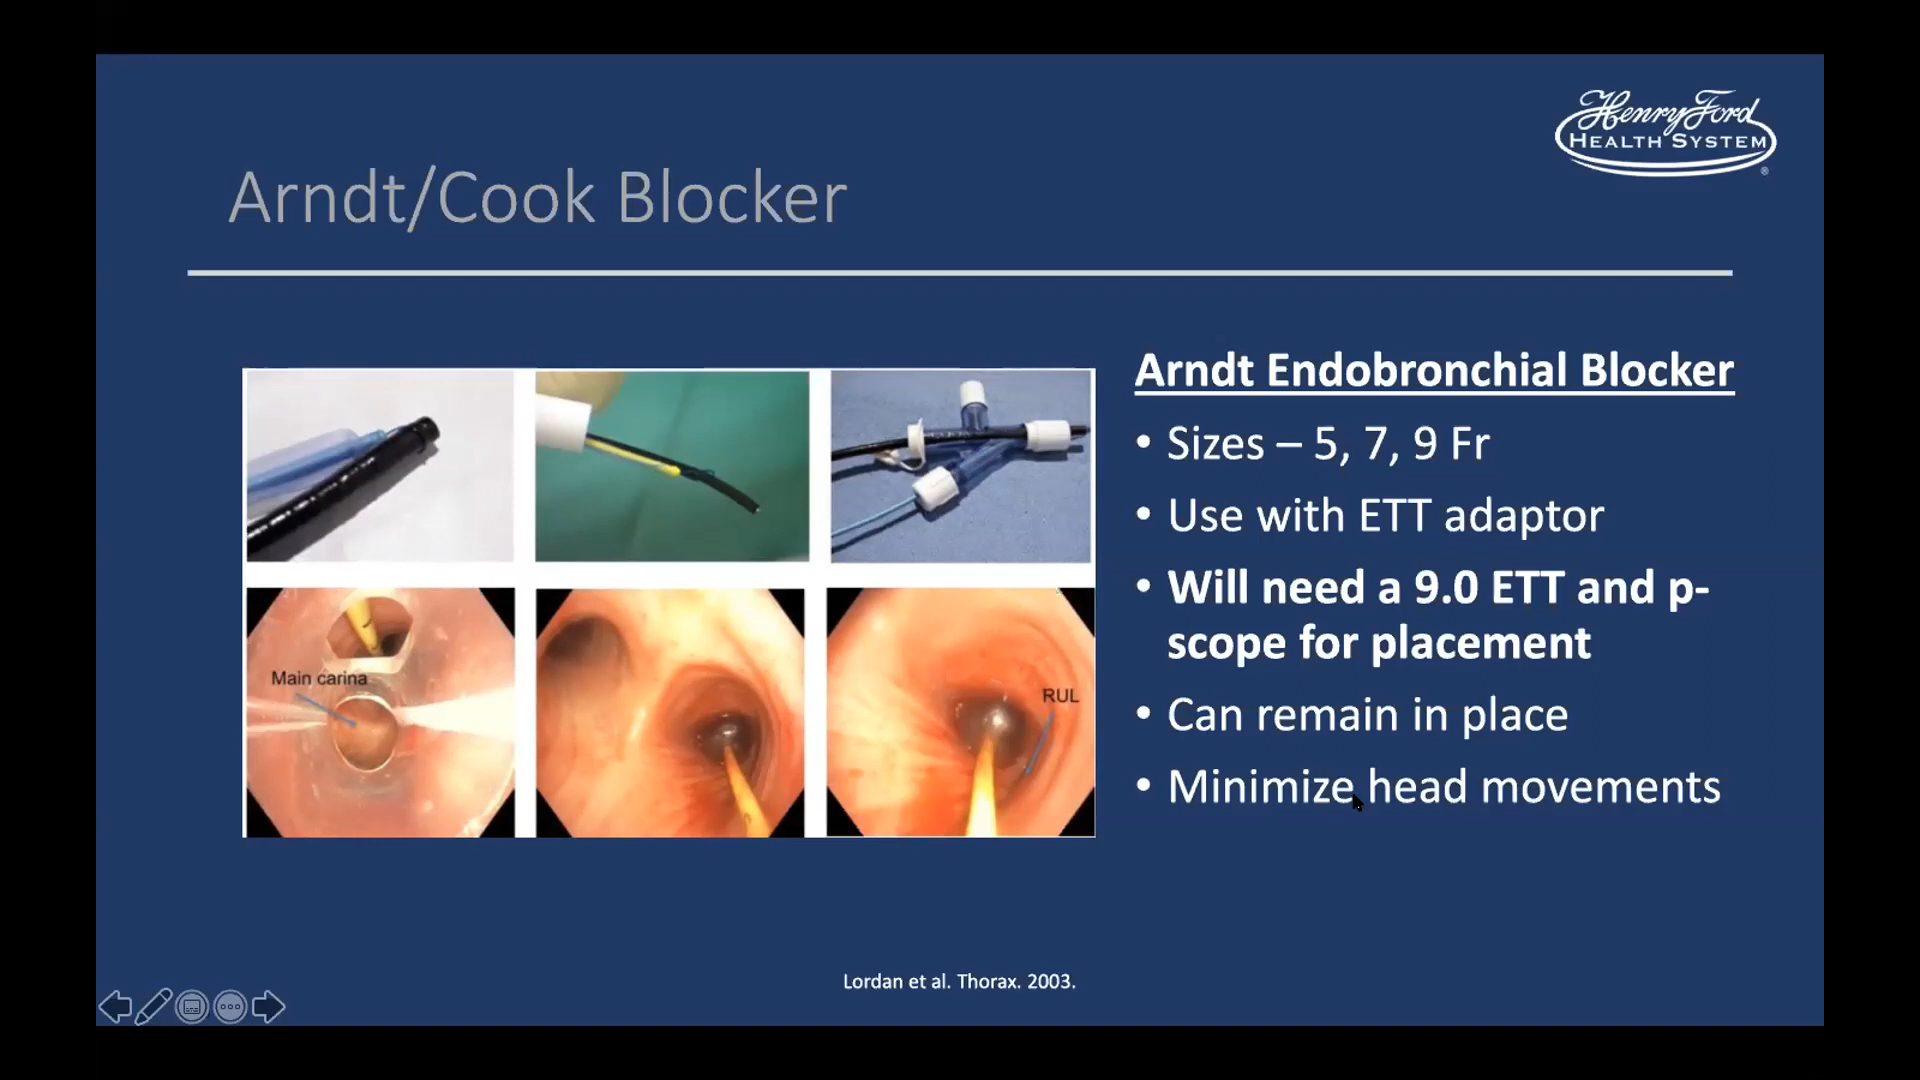 Henry Ford
HEALTH SYSTEM
®
Arndt/Cook Blocker
Main carina
RUL
Arndt Endobronchial Blocker
• Sizes – 5, 7, 9 Fr
• Use with ETT adaptor
• Will need a 9.0 ETT and p-
scope for placement
• Can remain in place
• Minimize head movements
Lordan et al. Thorax. 2003.